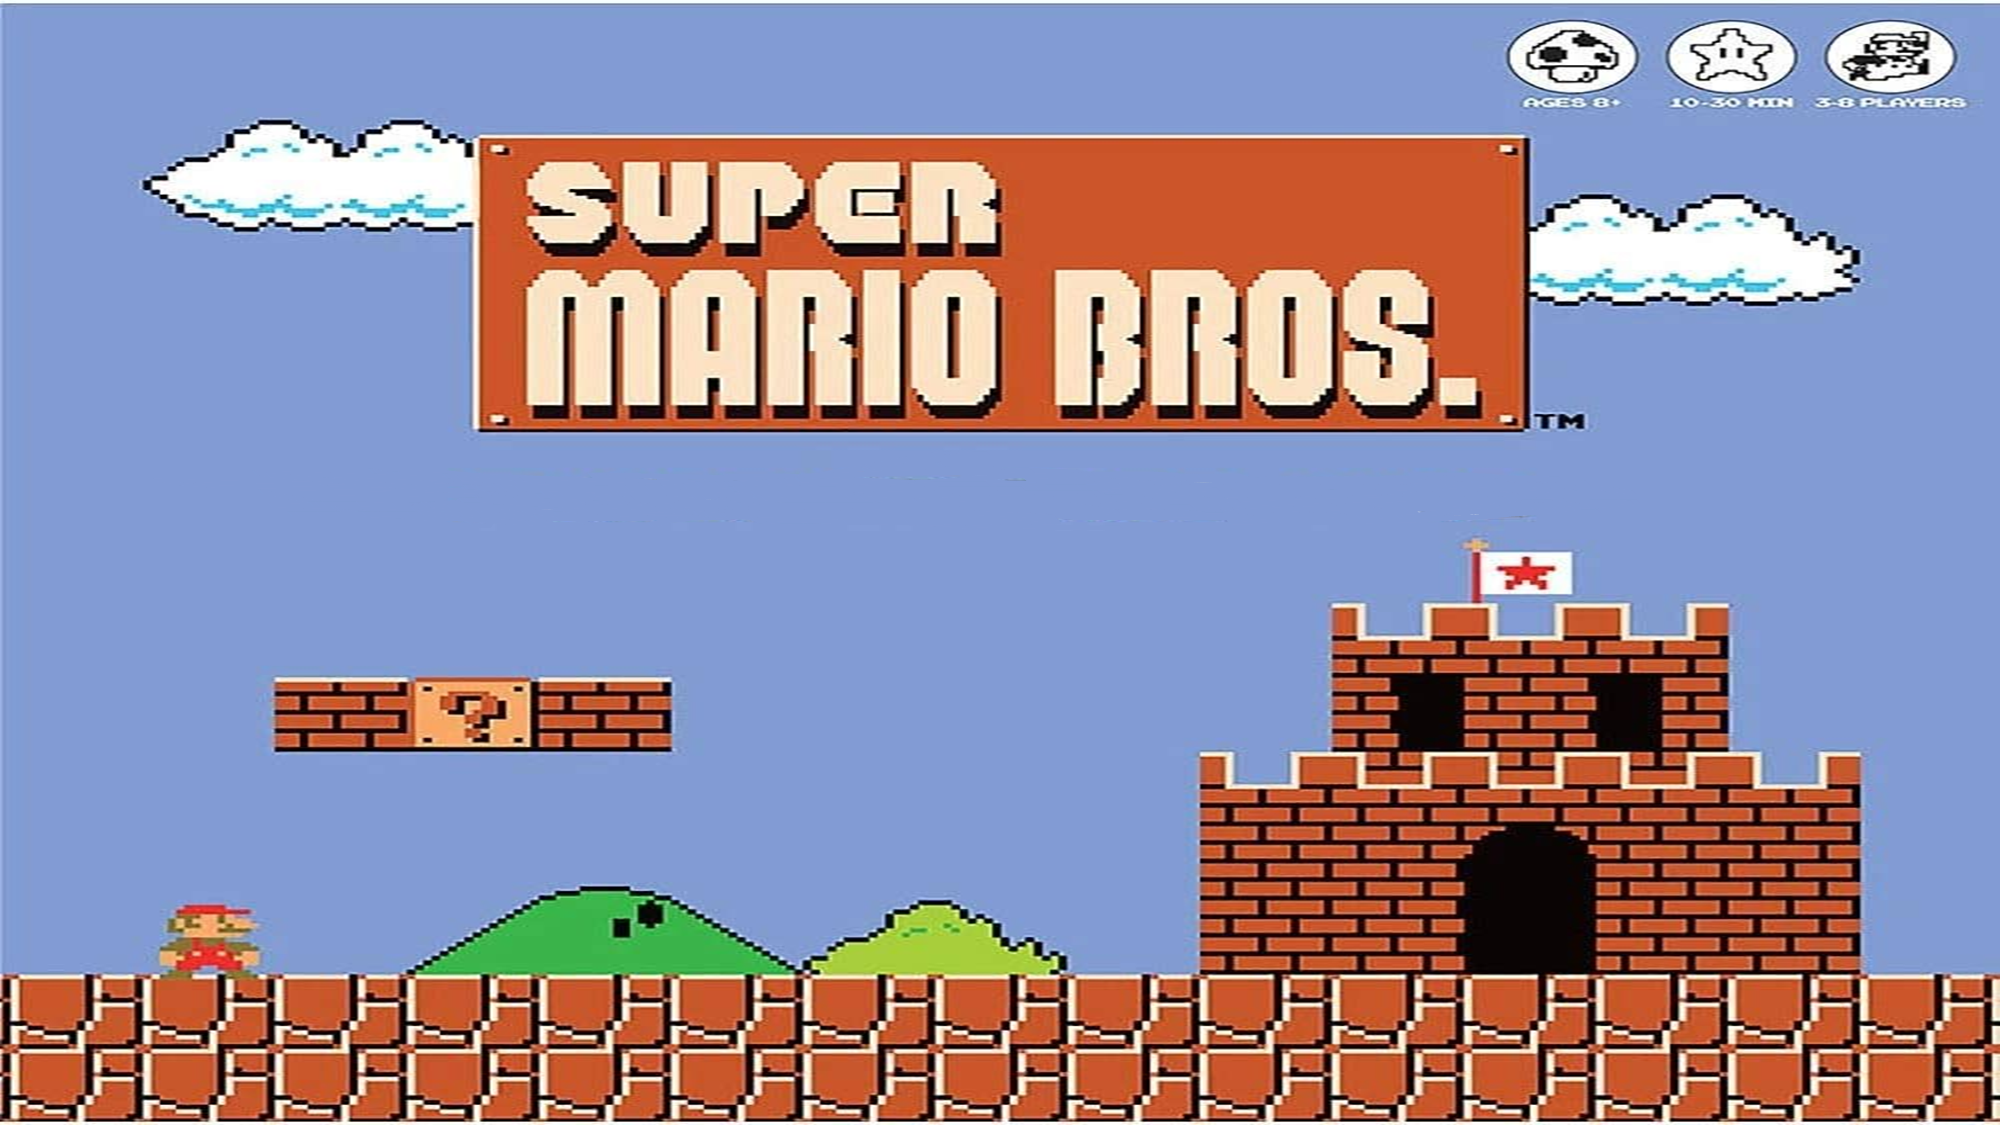 AGES 8+
10-30 MIN
3-8 PLAYERS
SUPER
MARIO BROS.
TM
?